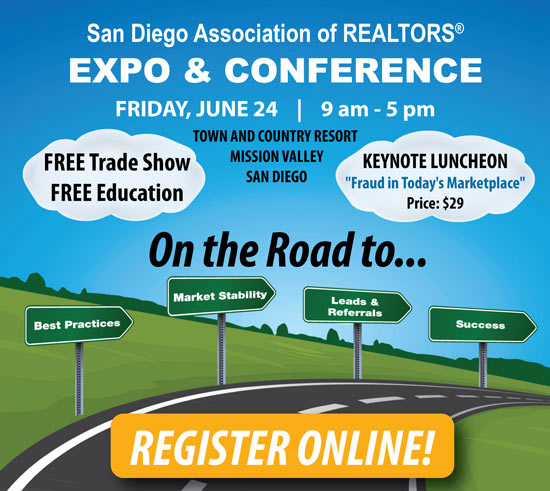 San Diego Association of REALTORS®
EXPO & CONFERENCE
FRIDAY, JUNE 24 | 9 am - 5 pm
TOWN AND COUNTRY RESORT
MISSION VALLEY
SAN DIEGO
FREE Trade Show
FREE Education
KEYNOTE LUNCHEON
"Fraud in Today's Marketplace"
Price: $29
On the Road to...
Best Practices
Market Stability
Leads &
Referrals
Success
REGISTER ONLINE!